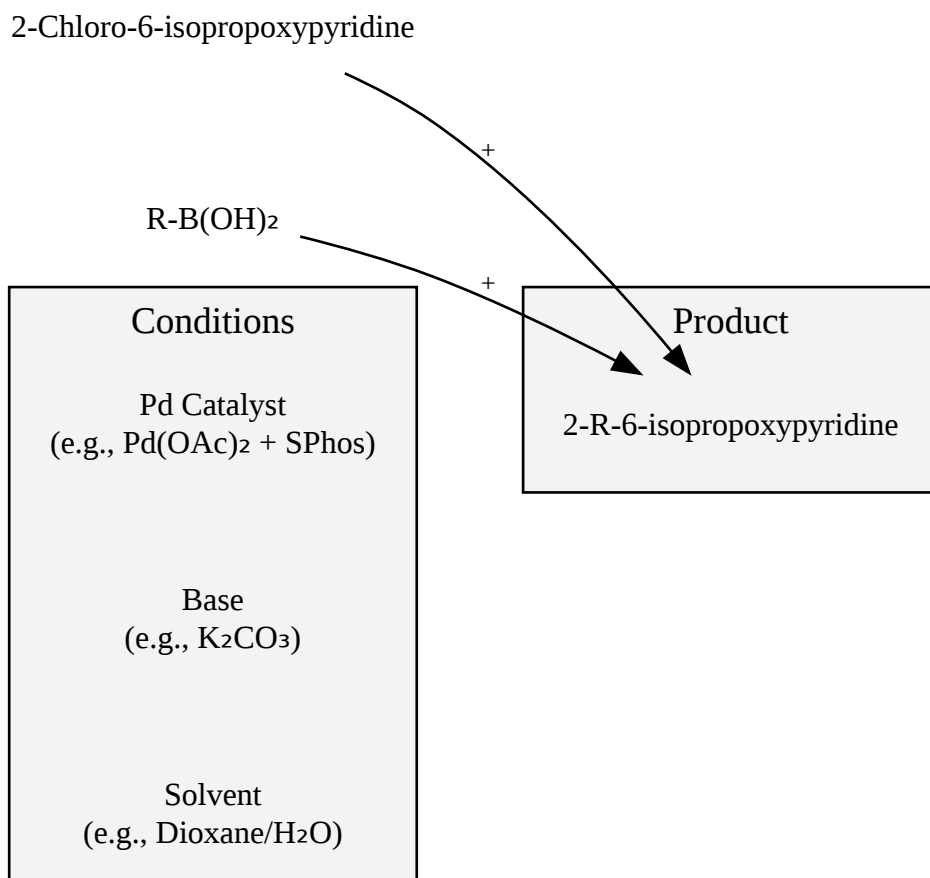 2-Chloro-6-isopropoxypyridine
+
R-B(OH)₂
+
Conditions
Pd Catalyst
(e.g., Pd(OAc)₂ + SPhos)
Base
(e.g., K₂CO₃)
Solvent
(e.g., Dioxane/H₂O)
Product
2-R-6-isopropoxypyridine